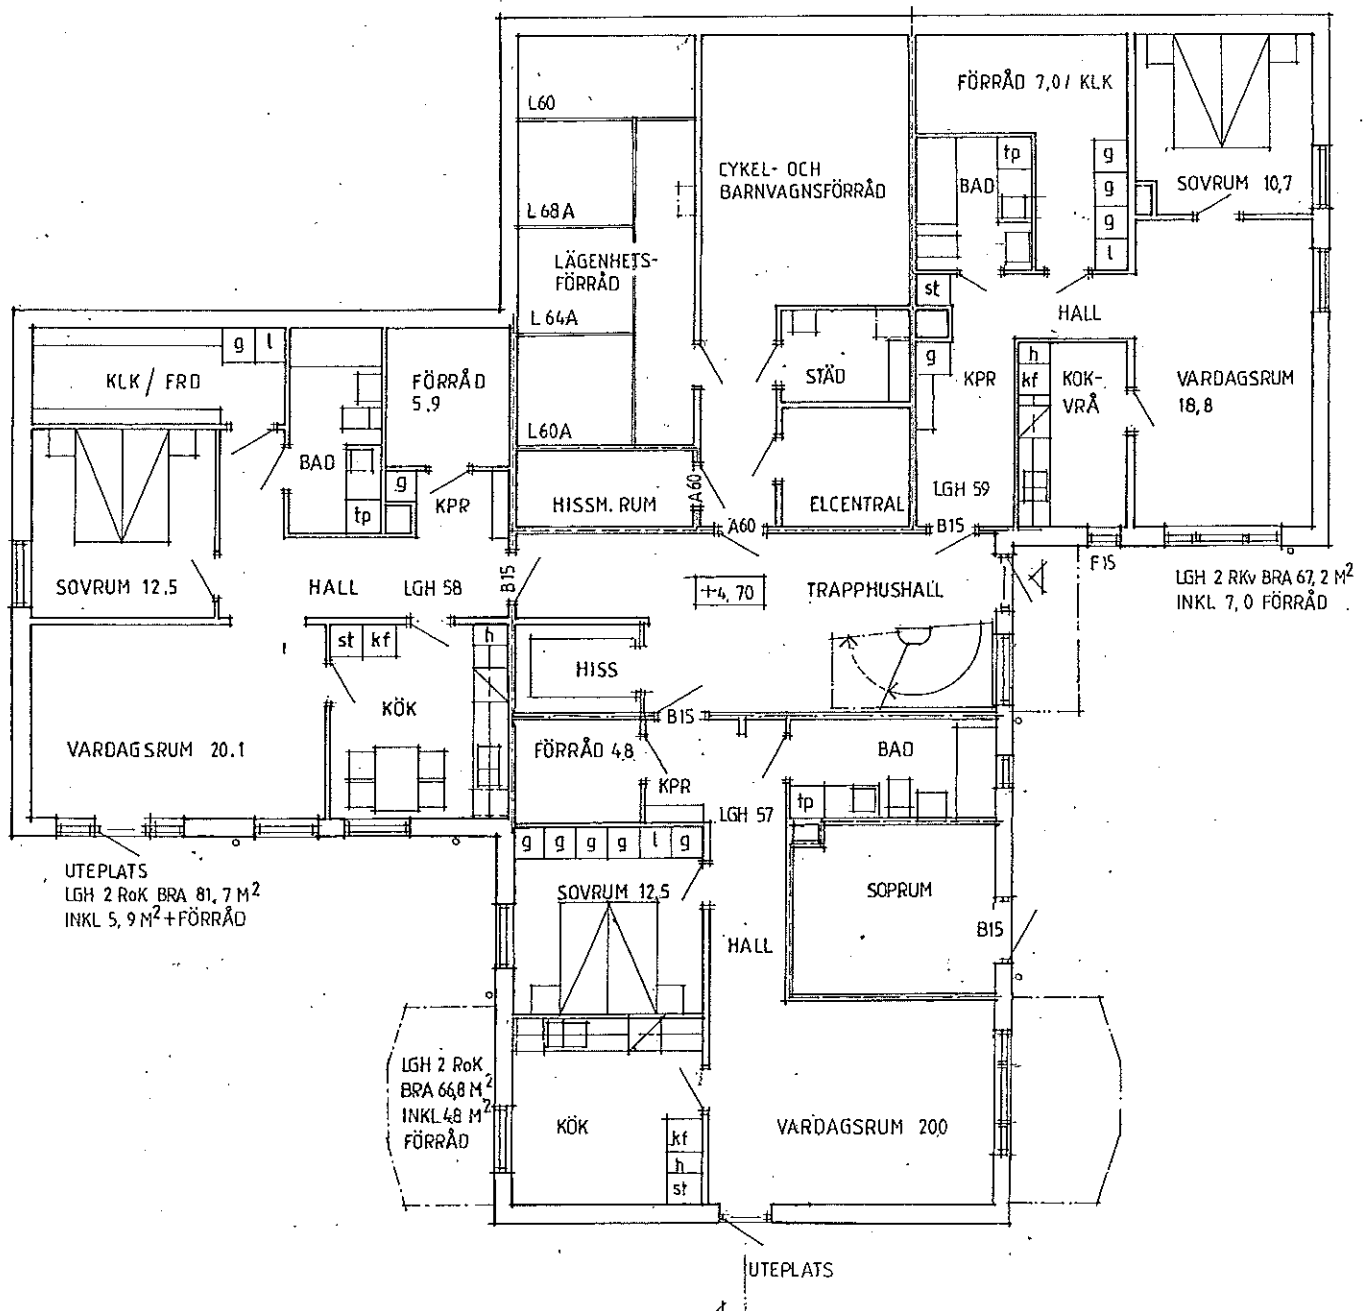 L60
L68A
LÄGENHETS-
FÖRRÅD
L64A
L60A
HISSM. RUM
A60
CYKEL- OCH
BARNVAGNSFÖRRÅD
STÄD
ELCENTRAL
A60
FÖRRÅD 7,0/ KLK
BAD
tp
g
g
g
l
st
g
KPR
LGH 59
B15
HALL
h
kf
KOK-
VRÅ
SOVRUM 10,7
VARDAGSRUM
18,8
F15
LGH 2 RKv BRA 67,2 M²
INKL 7,0 FÖRRÅD
KLK / FRD
g
l
BAD
tp
FÖRRÅD
5.9
g
KPR
SOVRUM 12.5
HALL
LGH 58
B15
st
kf
h
KÖK
VARDAGSRUM 20.1
UTEPLATS
LGH 2 RoK BRA 81,7 M²
INKL 5,9 M² +FÖRRÅD
+4,70
TRAPPHUSHALL
HISS
B15
FÖRRÅD 4,8
KPR
LGH 57
BAD
tp
g
g
g
g
l
g
SOVRUM 12,5
HALL
SOPRUM
B15
LGH 2 RoK
BRA 66,8 M²
INKL 4,8 M²
FÖRRÅD
KÖK
kf
h
st
VARDAGSRUM 20,0
UTEPLATS